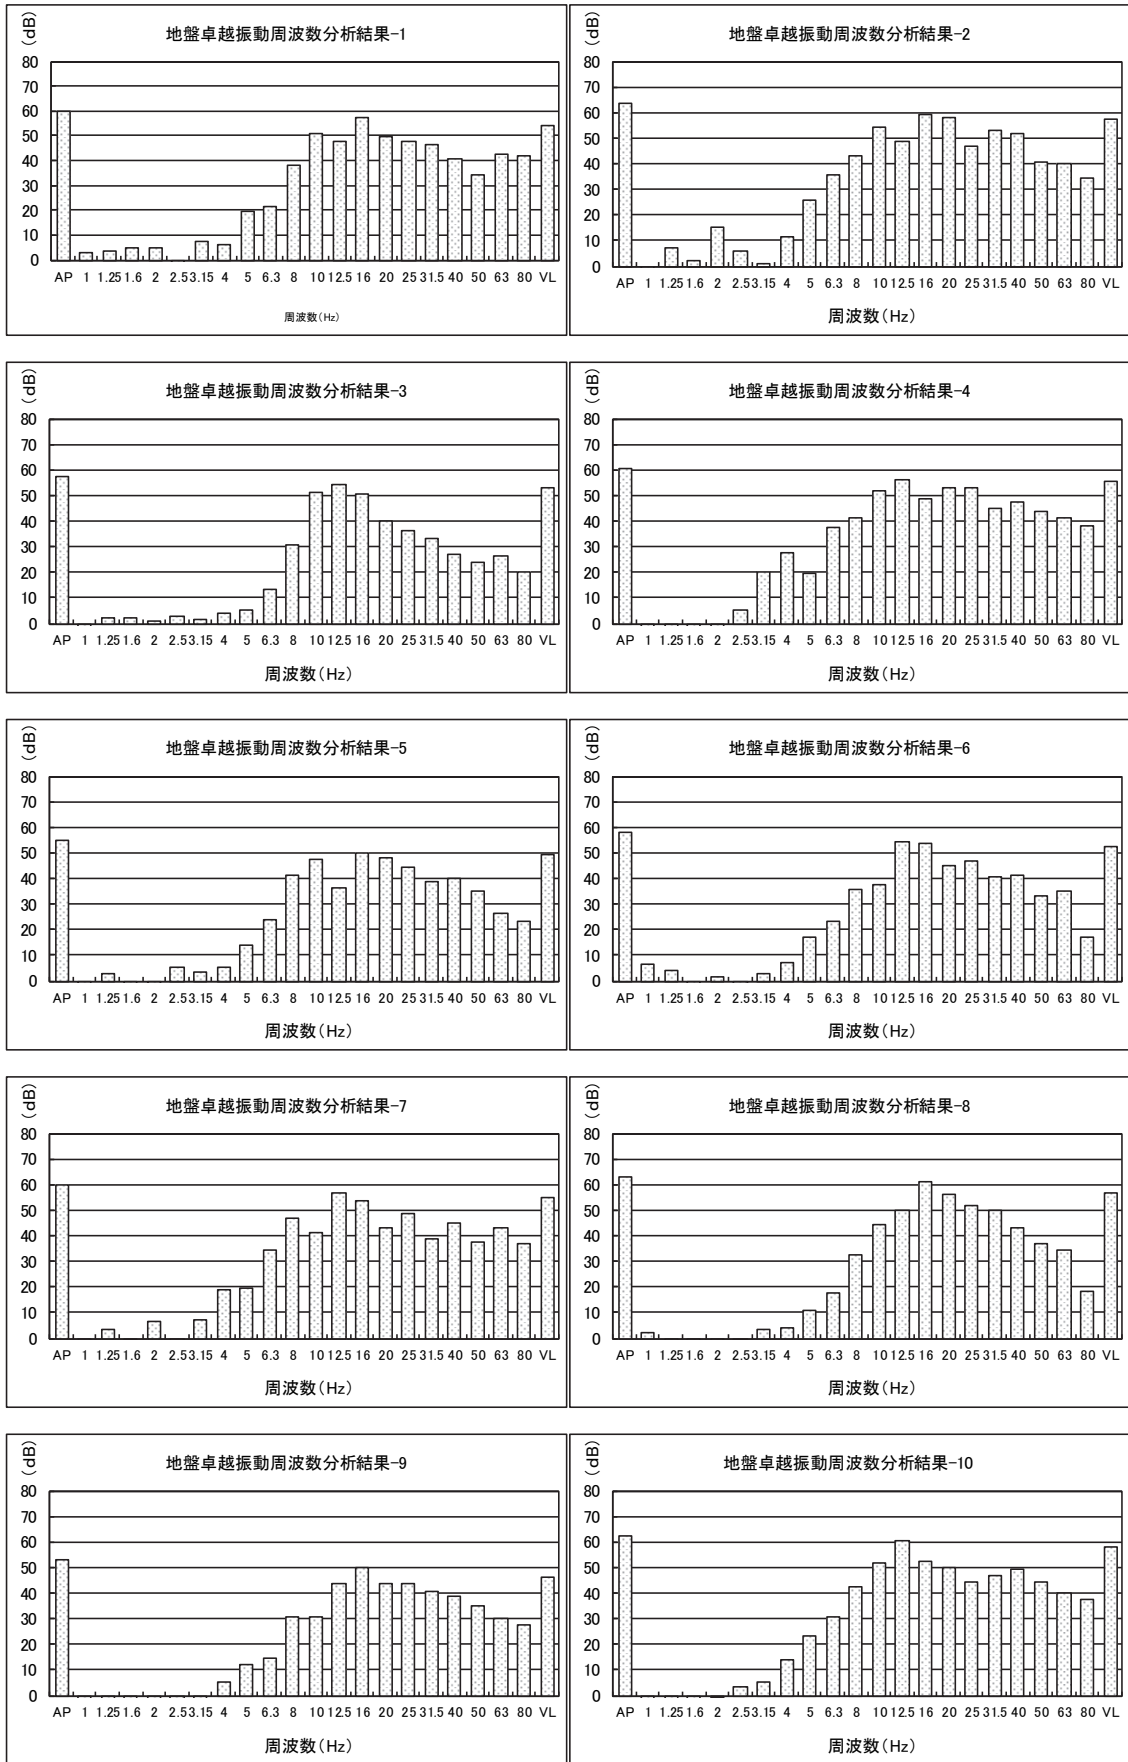 (dB)
地盤卓越振動周波数分析結果-1
80
70
60
50
40
30
20
10
0
AP 1 1.25 1.6 2 2.5 3.15 4 5 6.3 8 10 12.5 16 20 25 31.5 40 50 63 80 VL
周波数(Hz)
(dB)
地盤卓越振動周波数分析結果-2
80
70
60
50
40
30
20
10
0
AP 1 1.25 1.6 2 2.5 3.15 4 5 6.3 8 10 12.5 16 20 25 31.5 40 50 63 80 VL
周波数(Hz)
(dB)
地盤卓越振動周波数分析結果-3
80
70
60
50
40
30
20
10
0
AP 1 1.25 1.6 2 2.5 3.15 4 5 6.3 8 10 12.5 16 20 25 31.5 40 50 63 80 VL
周波数(Hz)
(dB)
地盤卓越振動周波数分析結果-4
80
70
60
50
40
30
20
10
0
AP 1 1.25 1.6 2 2.5 3.15 4 5 6.3 8 10 12.5 16 20 25 31.5 40 50 63 80 VL
周波数(Hz)
(dB)
地盤卓越振動周波数分析結果-5
80
70
60
50
40
30
20
10
0
AP 1 1.25 1.6 2 2.5 3.15 4 5 6.3 8 10 12.5 16 20 25 31.5 40 50 63 80 VL
周波数(Hz)
(dB)
地盤卓越振動周波数分析結果-6
80
70
60
50
40
30
20
10
0
AP 1 1.25 1.6 2 2.5 3.15 4 5 6.3 8 10 12.5 16 20 25 31.5 40 50 63 80 VL
周波数(Hz)
(dB)
地盤卓越振動周波数分析結果-7
80
70
60
50
40
30
20
10
0
AP 1 1.25 1.6 2 2.5 3.15 4 5 6.3 8 10 12.5 16 20 25 31.5 40 50 63 80 VL
周波数(Hz)
(dB)
地盤卓越振動周波数分析結果-8
80
70
60
50
40
30
20
10
0
AP 1 1.25 1.6 2 2.5 3.15 4 5 6.3 8 10 12.5 16 20 25 31.5 40 50 63 80 VL
周波数(Hz)
(dB)
地盤卓越振動周波数分析結果-9
80
70
60
50
40
30
20
10
0
AP 1 1.25 1.6 2 2.5 3.15 4 5 6.3 8 10 12.5 16 20 25 31.5 40 50 63 80 VL
周波数(Hz)
(dB)
地盤卓越振動周波数分析結果-10
80
70
60
50
40
30
20
10
0
AP 1 1.25 1.6 2 2.5 3.15 4 5 6.3 8 10 12.5 16 20 25 31.5 40 50 63 80 VL
周波数(Hz)